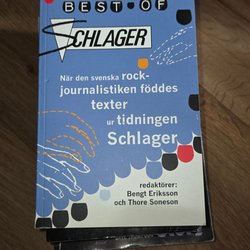 BEST • OF
SCHLAGER
När den svenska rock-
journalistiken föddes
texter
ur tidningen
Schlager
redaktörer:
Bengt Eriksson
och Thore Soneson